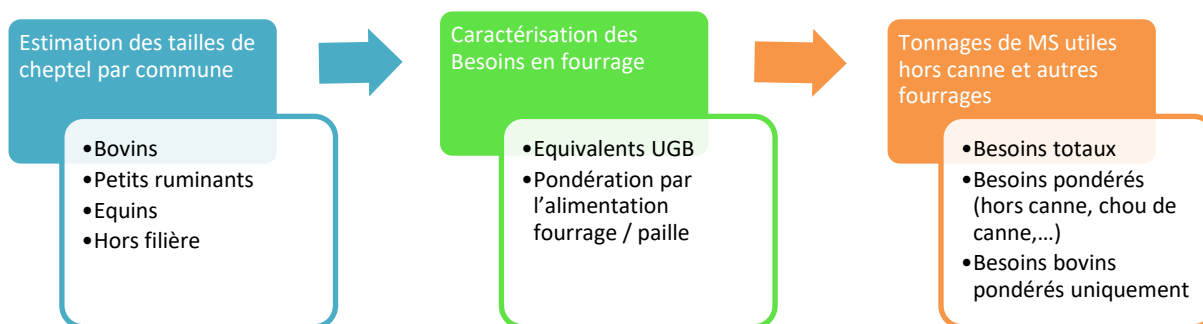 Estimation des tailles de
cheptel par commune
•Bovins
•Petits ruminants
•Equins
•Hors filière
Caractérisation des
Besoins en fourrage
•Equivalents UGB
•Pondération par
l’alimentation
fourrage / paille
Tonnages de MS utiles
hors canne et autres
fourrages
•Besoins totaux
•Besoins pondérés
(hors canne, chou de
canne,…)
•Besoins bovins
pondérés uniquement